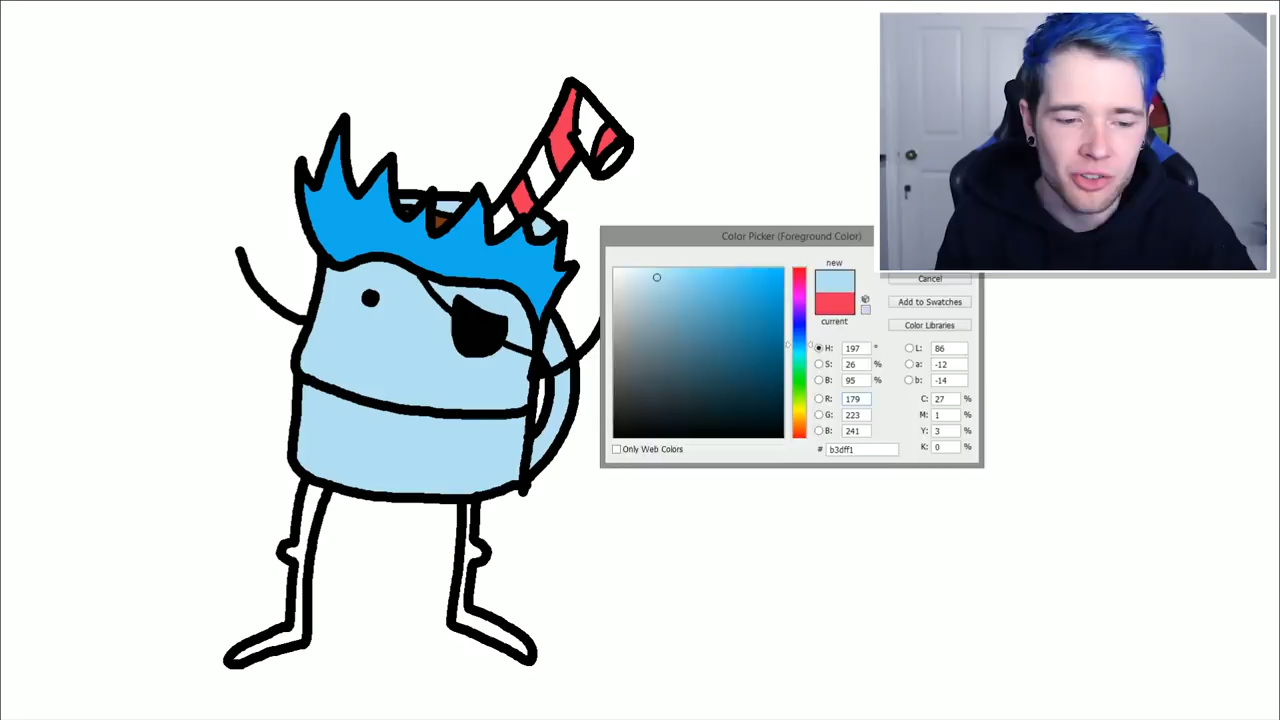 Color Picker (Foreground Color)
new
current
Cancel
Add to Swatches
Color Libraries
H: 197 °
S: 26 %
B: 95 %
R: 179
G: 223
B: 241
# b3dff1
L: 86
a: -12
b: -14
C: 27 %
M: 1 %
Y: 3 %
K: 0 %
Only Web Colors